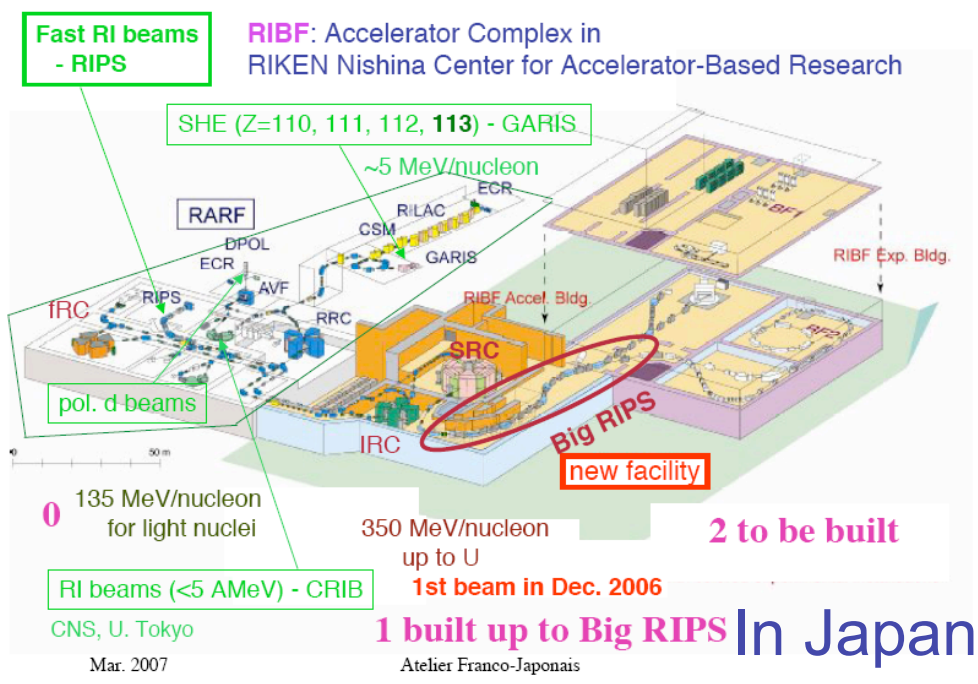 Fast RI beams
- RIPS
RIBF: Accelerator Complex in
RIKEN Nishina Center for Accelerator-Based Research
SHE (Z=110, 111, 112, 113) - GARIS
~5 MeV/nucleon
ECR
RILAC
CSM
GARIS
RARF
DPOL
ECR
AVF
RIPS
RRC
fRC
BF1
RIBF Exp. Bldg.
RIBF Accel. Bldg.
BF2
SRC
pol. d beams
IRC
Big RIPS
0
50 m
new facility
0
135 MeV/nucleon
for light nuclei
350 MeV/nucleon
up to U
2 to be built
RI beams (<5 AMeV) - CRIB
1st beam in Dec. 2006
CNS, U. Tokyo
1 built up to Big RIPS
In Japan
Mar. 2007
Atelier Franco-Japonais